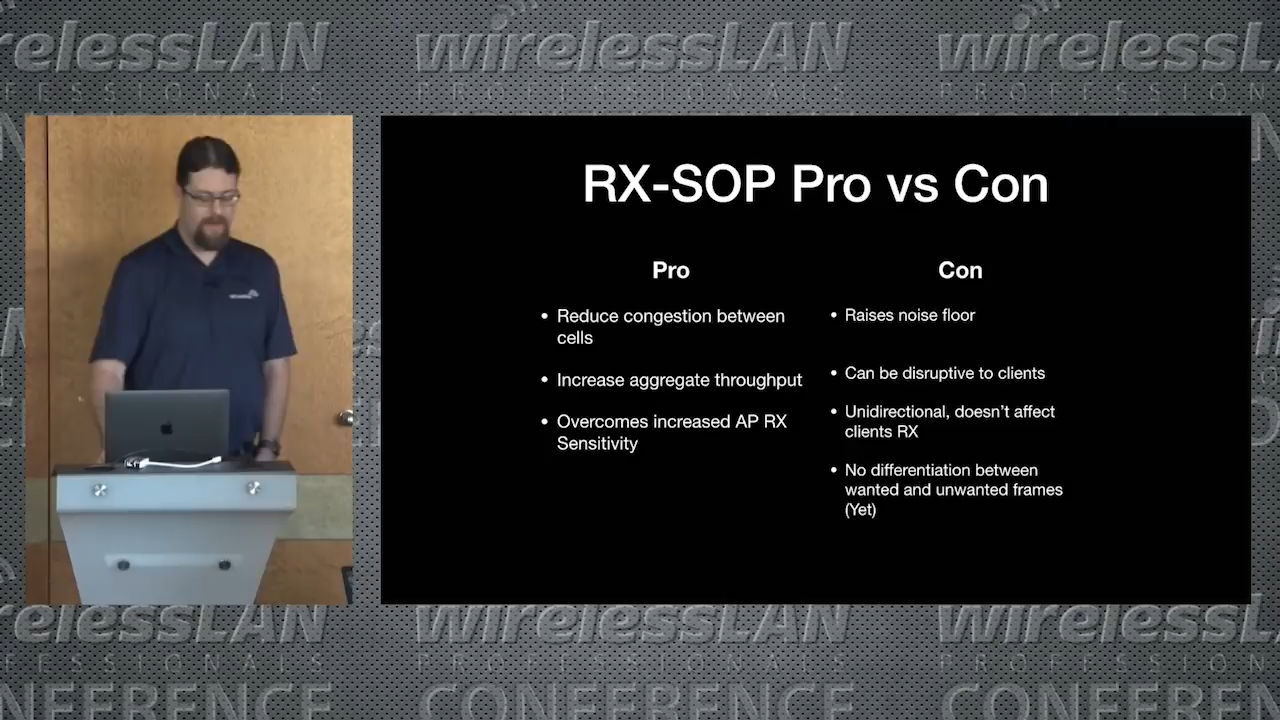 wirelessLAN
PROFESSIONALS
RX-SOP Pro vs Con
Pro
• Reduce congestion between
cells
• Increase aggregate throughput
• Overcomes increased AP RX
Sensitivity
Con
• Raises noise floor
• Can be disruptive to clients
• Unidirectional, doesn’t affect
clients RX
• No differentiation between
wanted and unwanted frames
(Yet)
wirelessLAN
PROFESSIONALS
CONFERENCE